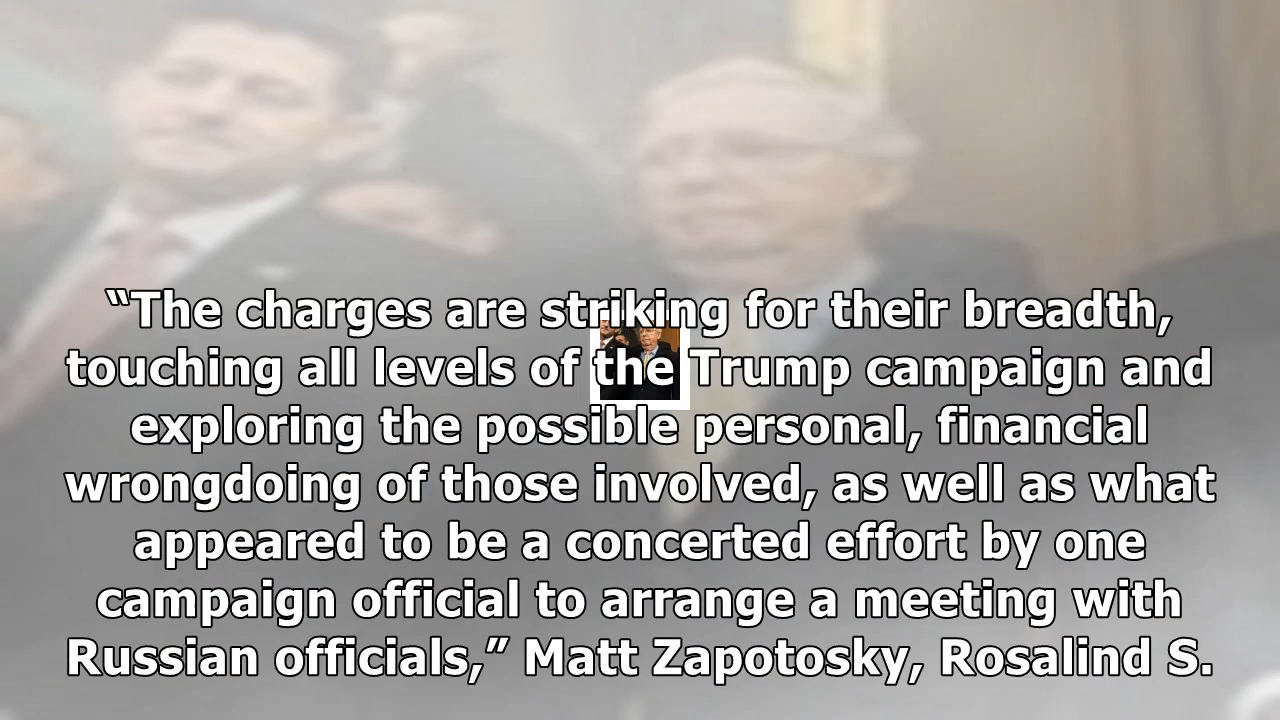 “The charges are striking for their breadth,
touching all levels of the Trump campaign and
exploring the possible personal, financial
wrongdoing of those involved, as well as what
appeared to be a concerted effort by one
campaign official to arrange a meeting with
Russian officials,” Matt Zapotosky, Rosalind S.